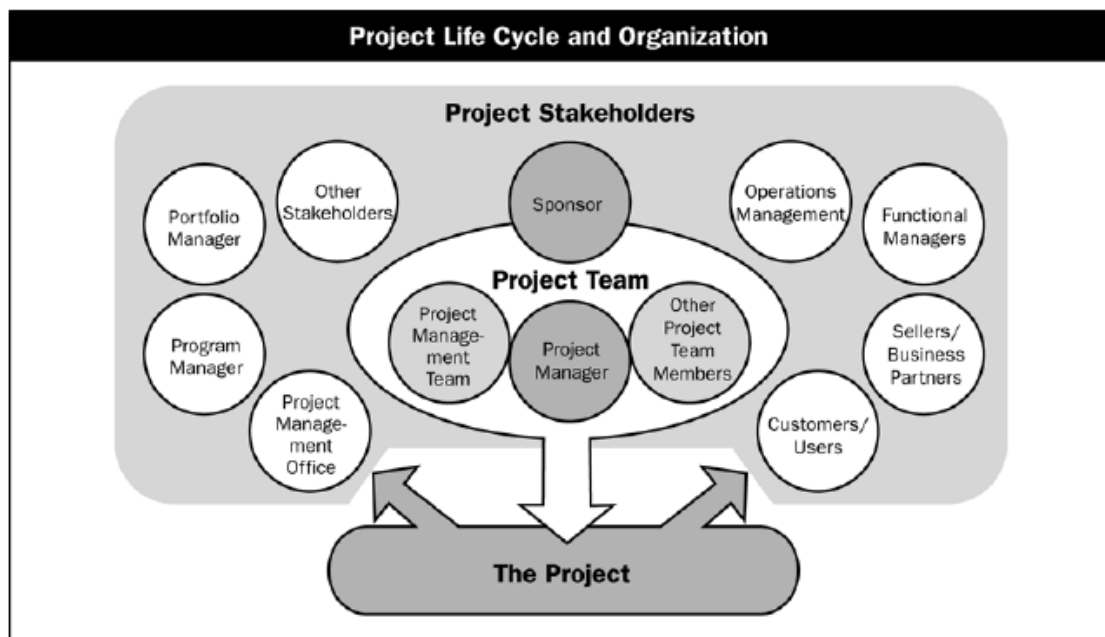 Project Life Cycle and Organization
Project Stakeholders
Portfolio
Manager
Other
Stakeholders
Sponsor
Operations
Management
Functional
Managers
Project Team
Program
Manager
Project
Manage-
ment
Team
Project
Manager
Other
Project
Team
Members
Sellers/
Business
Partners
Project
Manage-
ment
Office
Customers/
Users
The Project